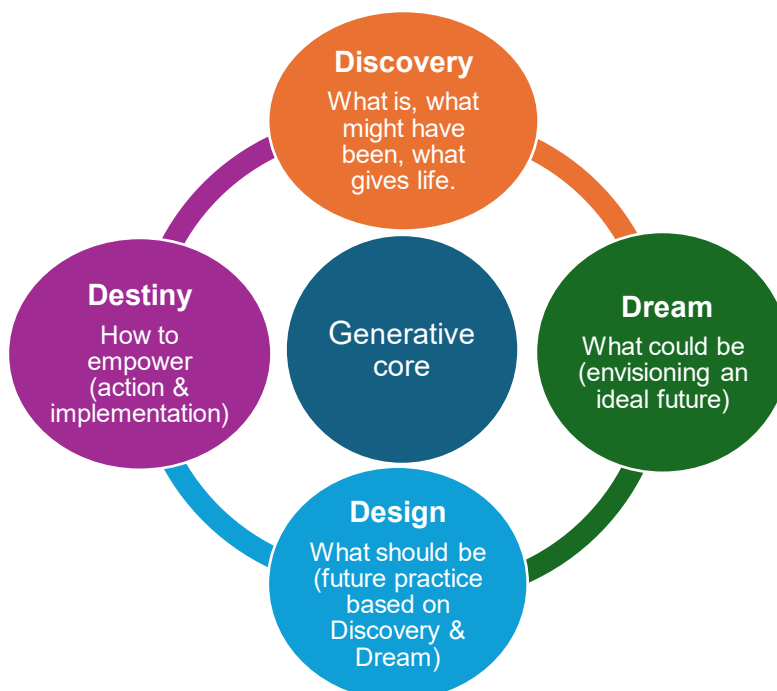 Discovery
What is, what
might have
been, what
gives life.
Dream
What could be
(envisioning an
ideal future)
Design
What should be
(future practice
based on
Discovery &
Dream)
Destiny
How to
empower
(action &
implementation)
Generative
core